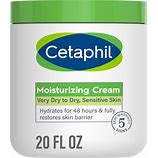 Cetaphil
Moisturizing Cream
Very Dry to Dry, Sensitive Skin
Hydrates for 48 hours & fully
restores skin barrier
5
20 FL OZ